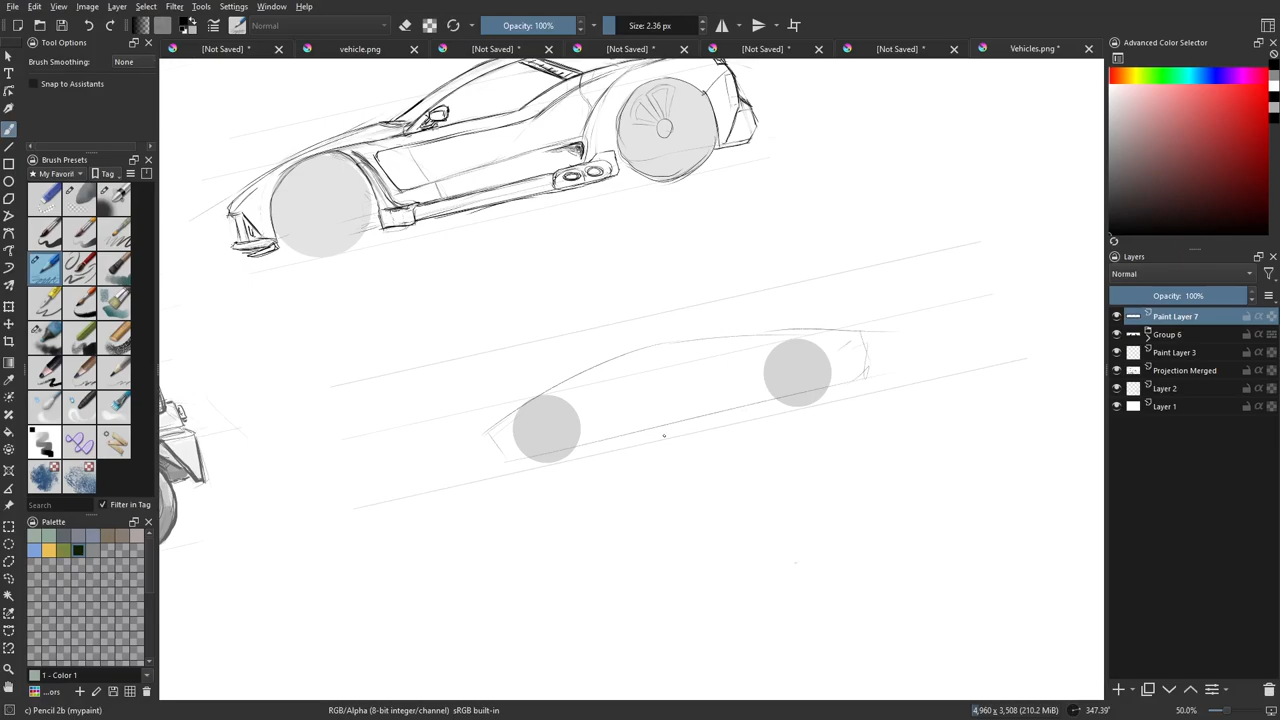 File Edit View Image Layer Select Filter Tools Settings Window Help
Normal Opacity: 100% Size: 2.36 px
Tool Options [Not Saved] * vehicle.png [Not Saved] * [Not Saved] * [Not Saved] * [Not Saved] * Vehicles.png * Advanced Color Selector
Brush Smoothing: None
Snap to Assistants
Brush Presets
My Favorit Tag
Search Filter in Tag
Palette
1 - Color 1
...ors
Layers
Normal
Opacity: 100%
Paint Layer 7
Group 6
Paint Layer 3
Projection Merged
Layer 2
Layer 1
c) Pencil 2b (mypaint) RGB/Alpha (8-bit integer/channel) sRGB built-in 4,960 x 3,508 (210.2 MiB) 347.39° 50.0%